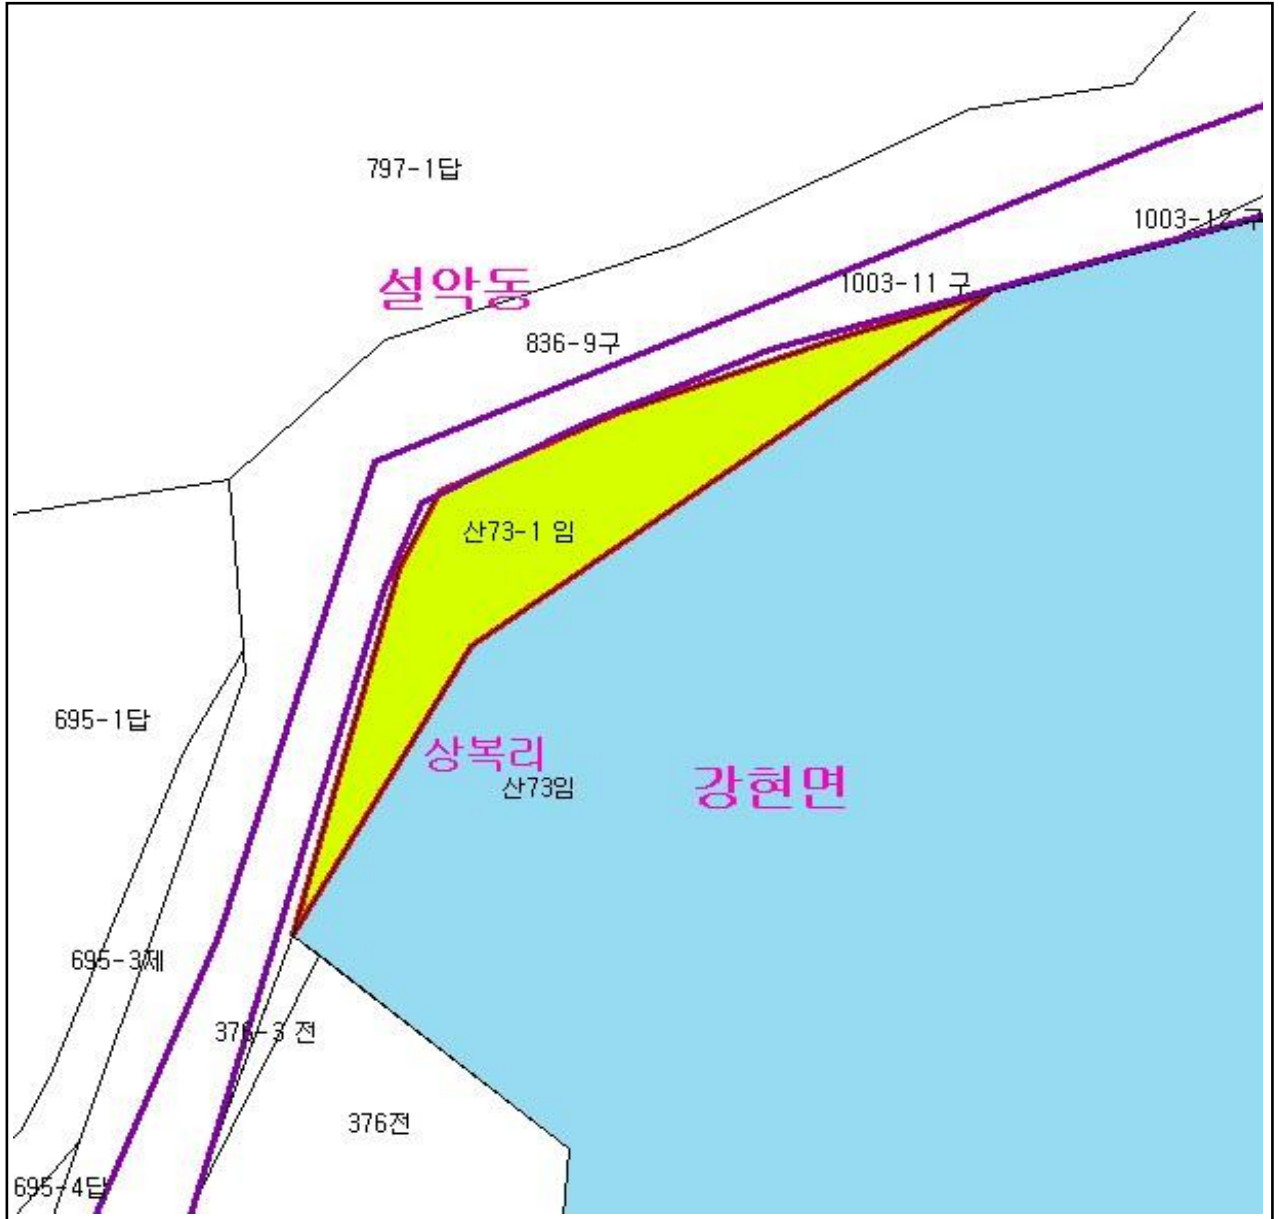 797-1답
1003-12 구
설악동
1003-11 구
836-9구
산73-1 임
695-1답
상복리
산73임
강현면
695-3제
376-3 전
376전
695-4답